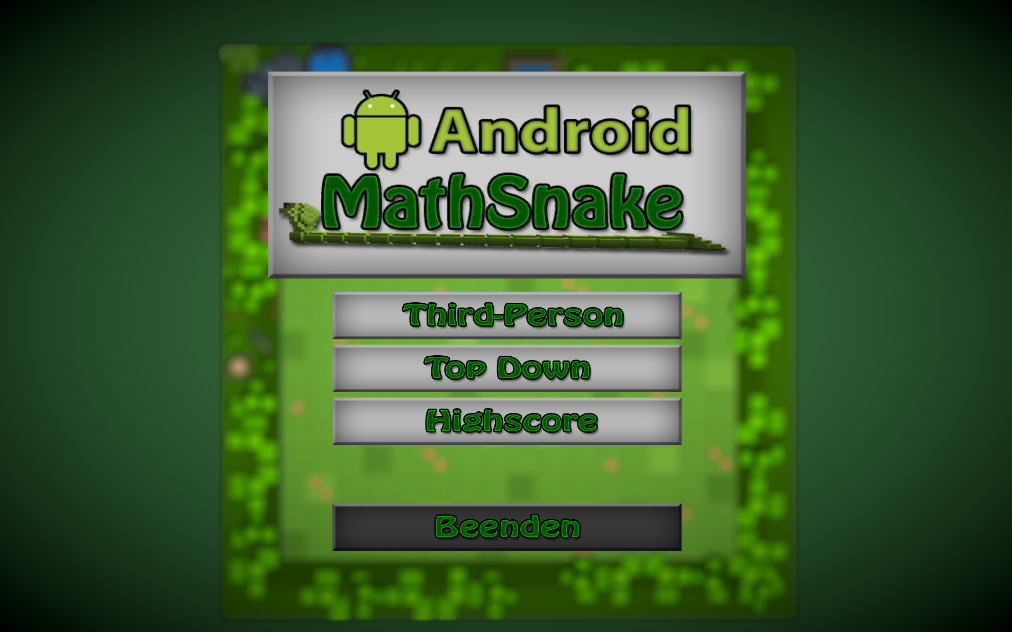 Android
MathSnake
Third-Person
Top Down
Highscore
Beenden